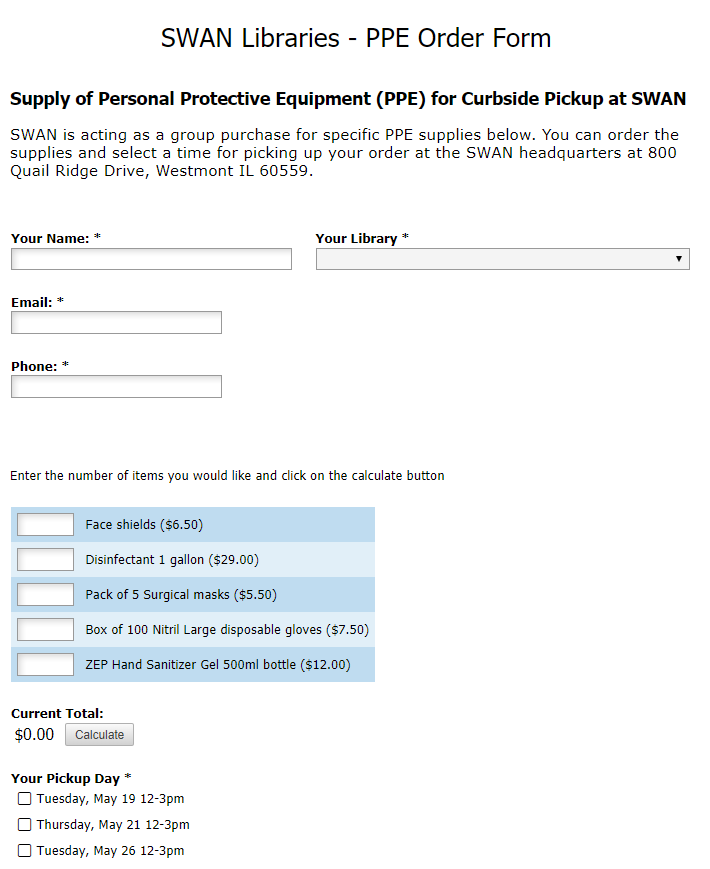 SWAN Libraries - PPE Order Form
Supply of Personal Protective Equipment (PPE) for Curbside Pickup at SWAN
SWAN is acting as a group purchase for specific PPE supplies below. You can order the
supplies and select a time for picking up your order at the SWAN headquarters at 800
Quail Ridge Drive, Westmont IL 60559.
Your Name: * Your Library *
Email: *
Phone: *
Enter the number of items you would like and click on the calculate button
Face shields ($6.50)
Disinfectant 1 gallon ($29.00)
Pack of 5 Surgical masks ($5.50)
Box of 100 Nitril Large disposable gloves ($7.50)
ZEP Hand Sanitizer Gel 500ml bottle ($12.00)
Current Total:
$0.00 Calculate
Your Pickup Day *
Tuesday, May 19 12-3pm
Thursday, May 21 12-3pm
Tuesday, May 26 12-3pm